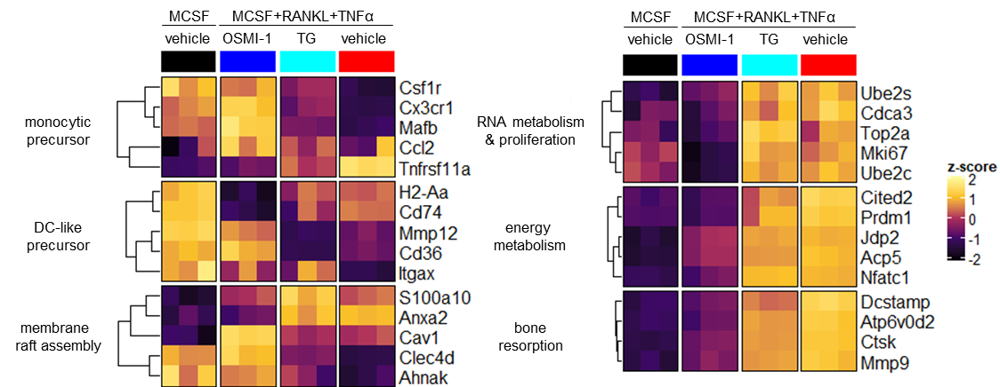 MCSF MCSF+RANKL+TNFα
vehicle OSMI-1 TG vehicle
monocytic
precursor
Csf1r
Cx3cr1
Mafb
Ccl2
Tnfrsf11a
DC-like
precursor
H2-Aa
Cd74
Mmp12
Cd36
Itgax
membrane
raft assembly
S100a10
Anxa2
Cav1
Clec4d
Ahnak
MCSF MCSF+RANKL+TNFα
vehicle OSMI-1 TG vehicle
RNA metabolism
& proliferation
Ube2s
Cdca3
Top2a
Mki67
Ube2c
energy
metabolism
Cited2
Prdm1
Jdp2
Acp5
Nfatc1
bone
resorption
Dcstamp
Atp6v0d2
Ctsk
Mmp9
z-score
2
1
0
-1
-2